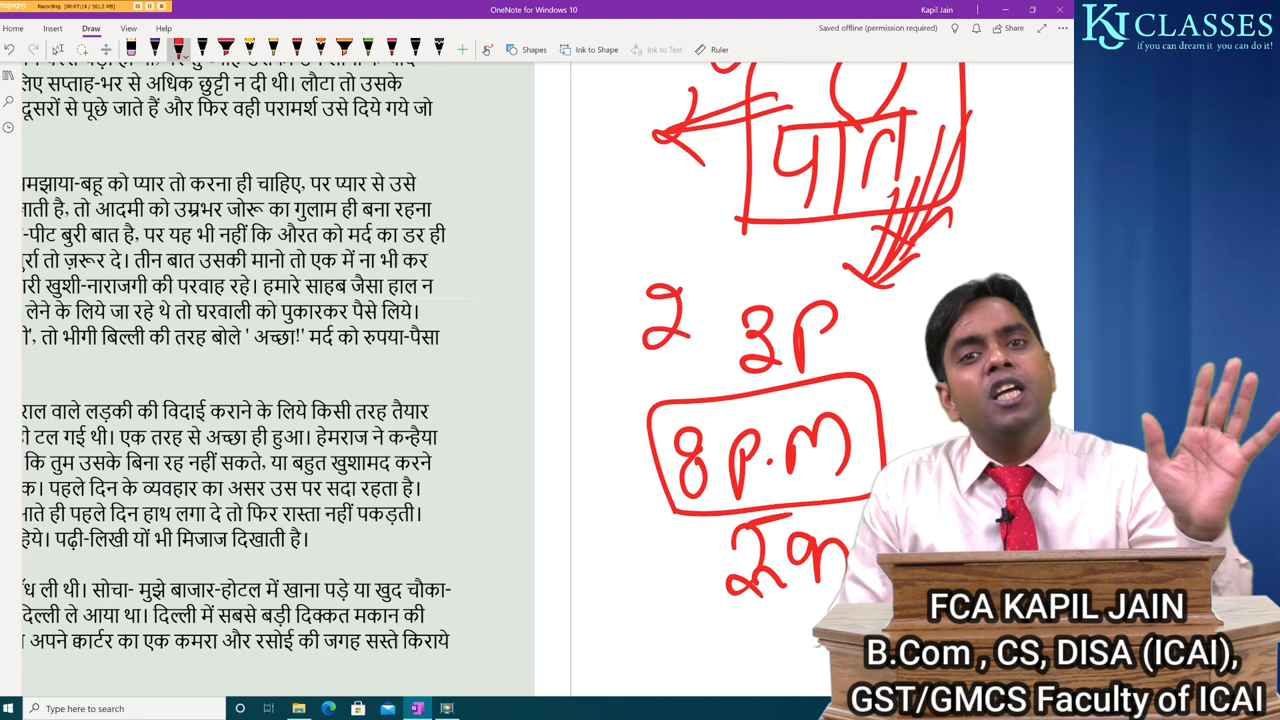 Recording [00:07:19 / 361.2 MB]
OneNote for Windows 10
Kapil Jain
Home Insert Draw View Help
Saved offline (permission required)
Share
Shapes
Ink to Shape
Ink to Text
Ruler
KJ CLASSES
if you can dream it you can do it!
लिए सप्ताह-भर से अधिक छुट्टी न दी थी। लौटा तो उसके
दूसरों से पूछे जाते हैं और फिर वही परामर्श उसे दिये गये जो
मझाया-बहू को प्यार तो करना ही चाहिए, पर प्यार से उसे
जाती है, तो आदमी को उम्रभर जोरू का गुलाम ही बना रहना
-पीट बुरी बात है, पर यह भी नहीं कि औरत को मर्द का डर ही
गुर्रा तो ज़रूर दे। तीन बात उसकी मानो तो एक में ना भी कर
री खुशी-नाराजगी की परवाह रहे। हमारे साहब जैसा हाल न
लेने के लिये जा रहे थे तो घरवाली को पुकारकर पैसे लिये।
', तो भीगी बिल्ली की तरह बोले ' अच्छा!' मर्द को रुपया-पैसा
राल वाले लड़की की विदाई कराने के लिये किसी तरह तैयार
टल गई थी। एक तरह से अच्छा ही हुआ। हेमराज ने कन्हैया
कि तुम उसके बिना रह नहीं सकते, या बहुत खुशामद करने
क। पहले दिन के व्यवहार का असर उस पर सदा रहता है।
आते ही पहले दिन हाथ लगा दे तो फिर रास्ता नहीं पकड़ती।
हिये। पढ़ी-लिखी यों भी मिजाज दिखाती है।
ली थी। सोचा- मुझे बाजार-होटल में खाना पड़े या खुद चौका-
दिल्ली ले आया था। दिल्ली में सबसे बड़ी दिक्कत मकान की
अपने क्वार्टर का एक कमरा और रसोई की जगह सस्ते किराये
8 P.M
FCA KAPIL JAIN
B.Com , CS, DISA (ICAI),
GST/GMCS Faculty of ICAI
Type here to search